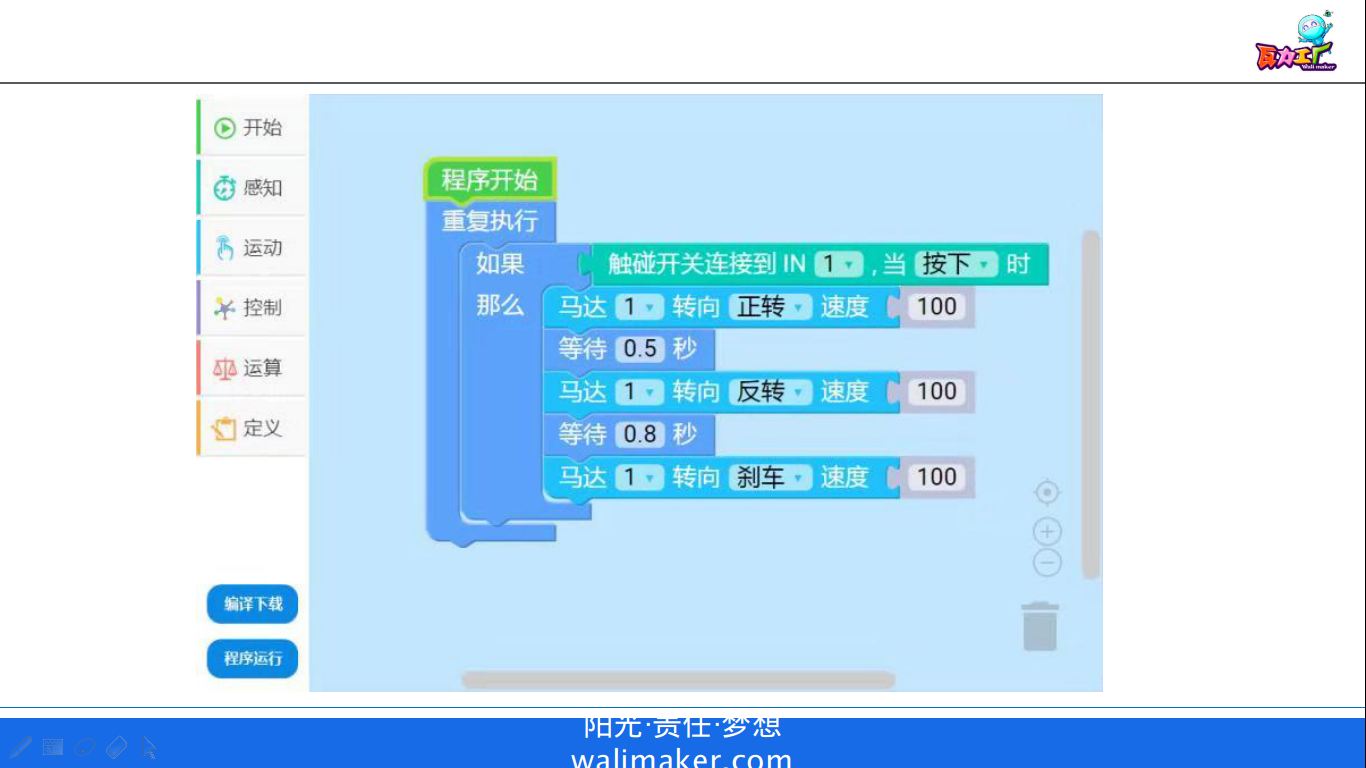 瓦力工厂
Wali maker
开始
感知
运动
控制
运算
定义
编译下载
程序运行
程序开始
重复执行
如果 触碰开关连接到 IN 1 ,当 按下 时
那么 马达 1 转向 正转 速度 100
等待 0.5 秒
马达 1 转向 反转 速度 100
等待 0.8 秒
马达 1 转向 刹车 速度 100
阳光·责任·梦想
walimaker.com